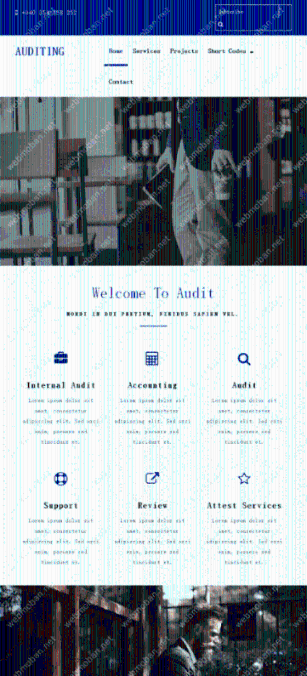 AUDITING
Home Services Projects Short Codes
Contact
Welcome To Audit
MORBI IN DUI PRETIUM, VINIBUS SAPIEN VEL.
Internal Audit
Lorem ipsum dolor sit
amet, consectetur
adipiscing elit. Sed orci
enim, posuere sed
tincidunt et.
Accounting
Lorem ipsum dolor sit
amet, consectetur
adipiscing elit. Sed orci
enim, posuere sed
tincidunt et.
Audit
Lorem ipsum dolor sit
amet, consectetur
adipiscing elit. Sed orci
enim, posuere sed
tincidunt et.
Support
Lorem ipsum dolor sit
amet, consectetur
adipiscing elit. Sed orci
enim, posuere sed
tincidunt et.
Review
Lorem ipsum dolor sit
amet, consectetur
adipiscing elit. Sed orci
enim, posuere sed
tincidunt et.
Attest Services
Lorem ipsum dolor sit
amet, consectetur
adipiscing elit. Sed orci
enim, posuere sed
tincidunt et.
webmoban.net